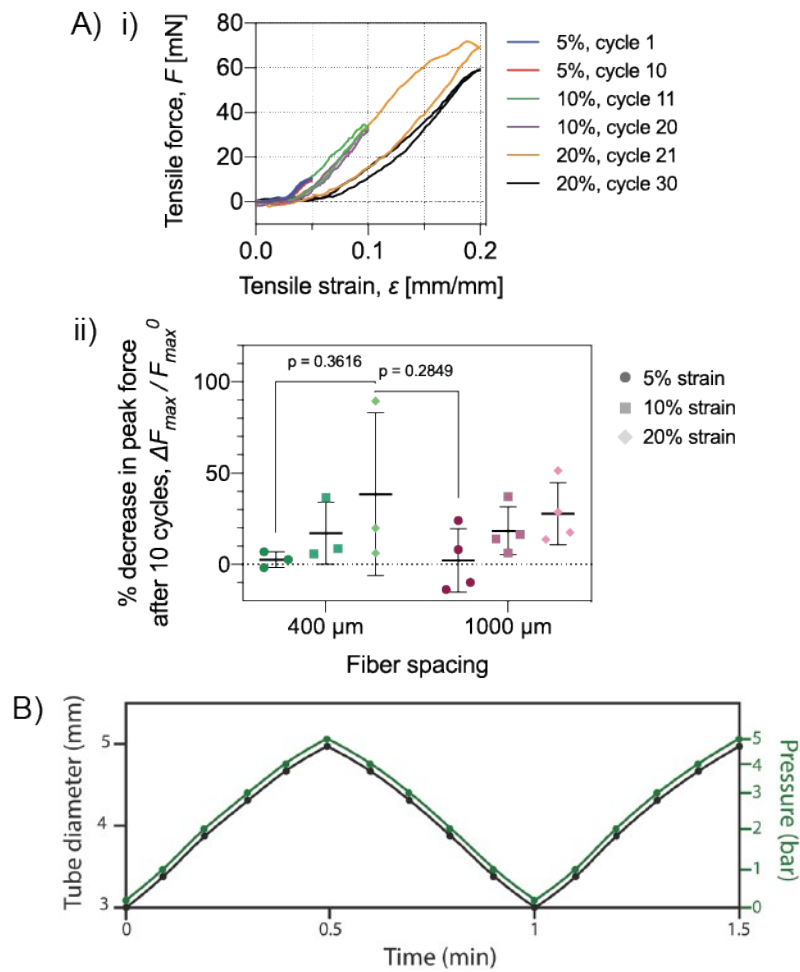 A) i)
Tensile force, F [mN]
80
60
40
20
0
0.0 0.1 0.2
Tensile strain, ε [mm/mm]
5%, cycle 1
5%, cycle 10
10%, cycle 11
10%, cycle 20
20%, cycle 21
20%, cycle 30
ii)
% decrease in peak force
after 10 cycles, ΔFmax / Fmax⁰
100
50
0
p = 0.3616
p = 0.2849
400 µm 1000 µm
Fiber spacing
5% strain
10% strain
20% strain
B)
Tube diameter (mm)
5
4
3
0 0.5 1 1.5
Time (min)
5
4
3
2
1
0
Pressure (bar)